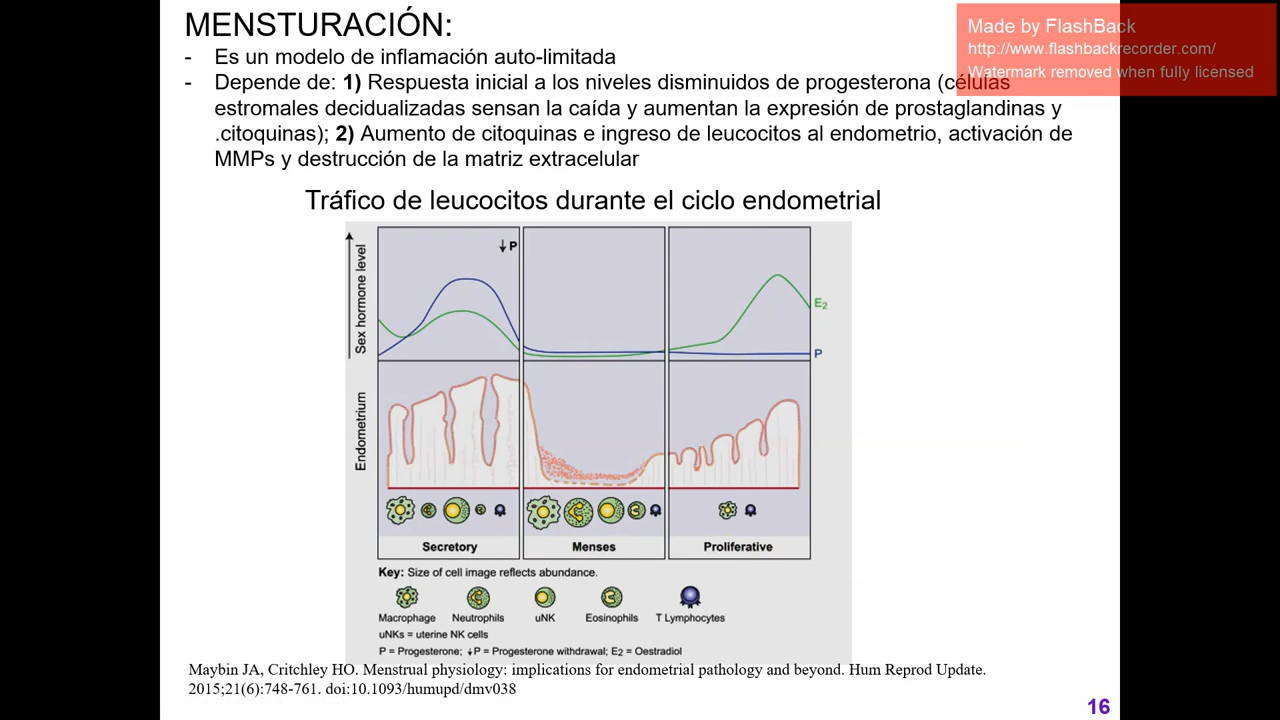 MENSTURACIÓN:
Made by FlashBack
http://www.flashbackrecorder.com/
Watermark removed when fully licensed
- Es un modelo de inflamación auto-limitada
- Depende de: 1) Respuesta inicial a los niveles disminuidos de progesterona (células
estromales decidualizadas sensan la caída y aumentan la expresión de prostaglandinas y
.citoquinas); 2) Aumento de citoquinas e ingreso de leucocitos al endometrio, activación de
MMPs y destrucción de la matriz extracelular
Tráfico de leucocitos durante el ciclo endometrial
Sex hormone level
↓P
E2
P
Endometrium
Secretory Menses Proliferative
Key: Size of cell image reflects abundance.
Macrophage Neutrophils uNK Eosinophils T Lymphocytes
uNKs = uterine NK cells
P = Progesterone; ↓P = Progesterone withdrawal; E2 = Oestradiol
Maybin JA, Critchley HO. Menstrual physiology: implications for endometrial pathology and beyond. Hum Reprod Update.
2015;21(6):748-761. doi:10.1093/humupd/dmv038
16